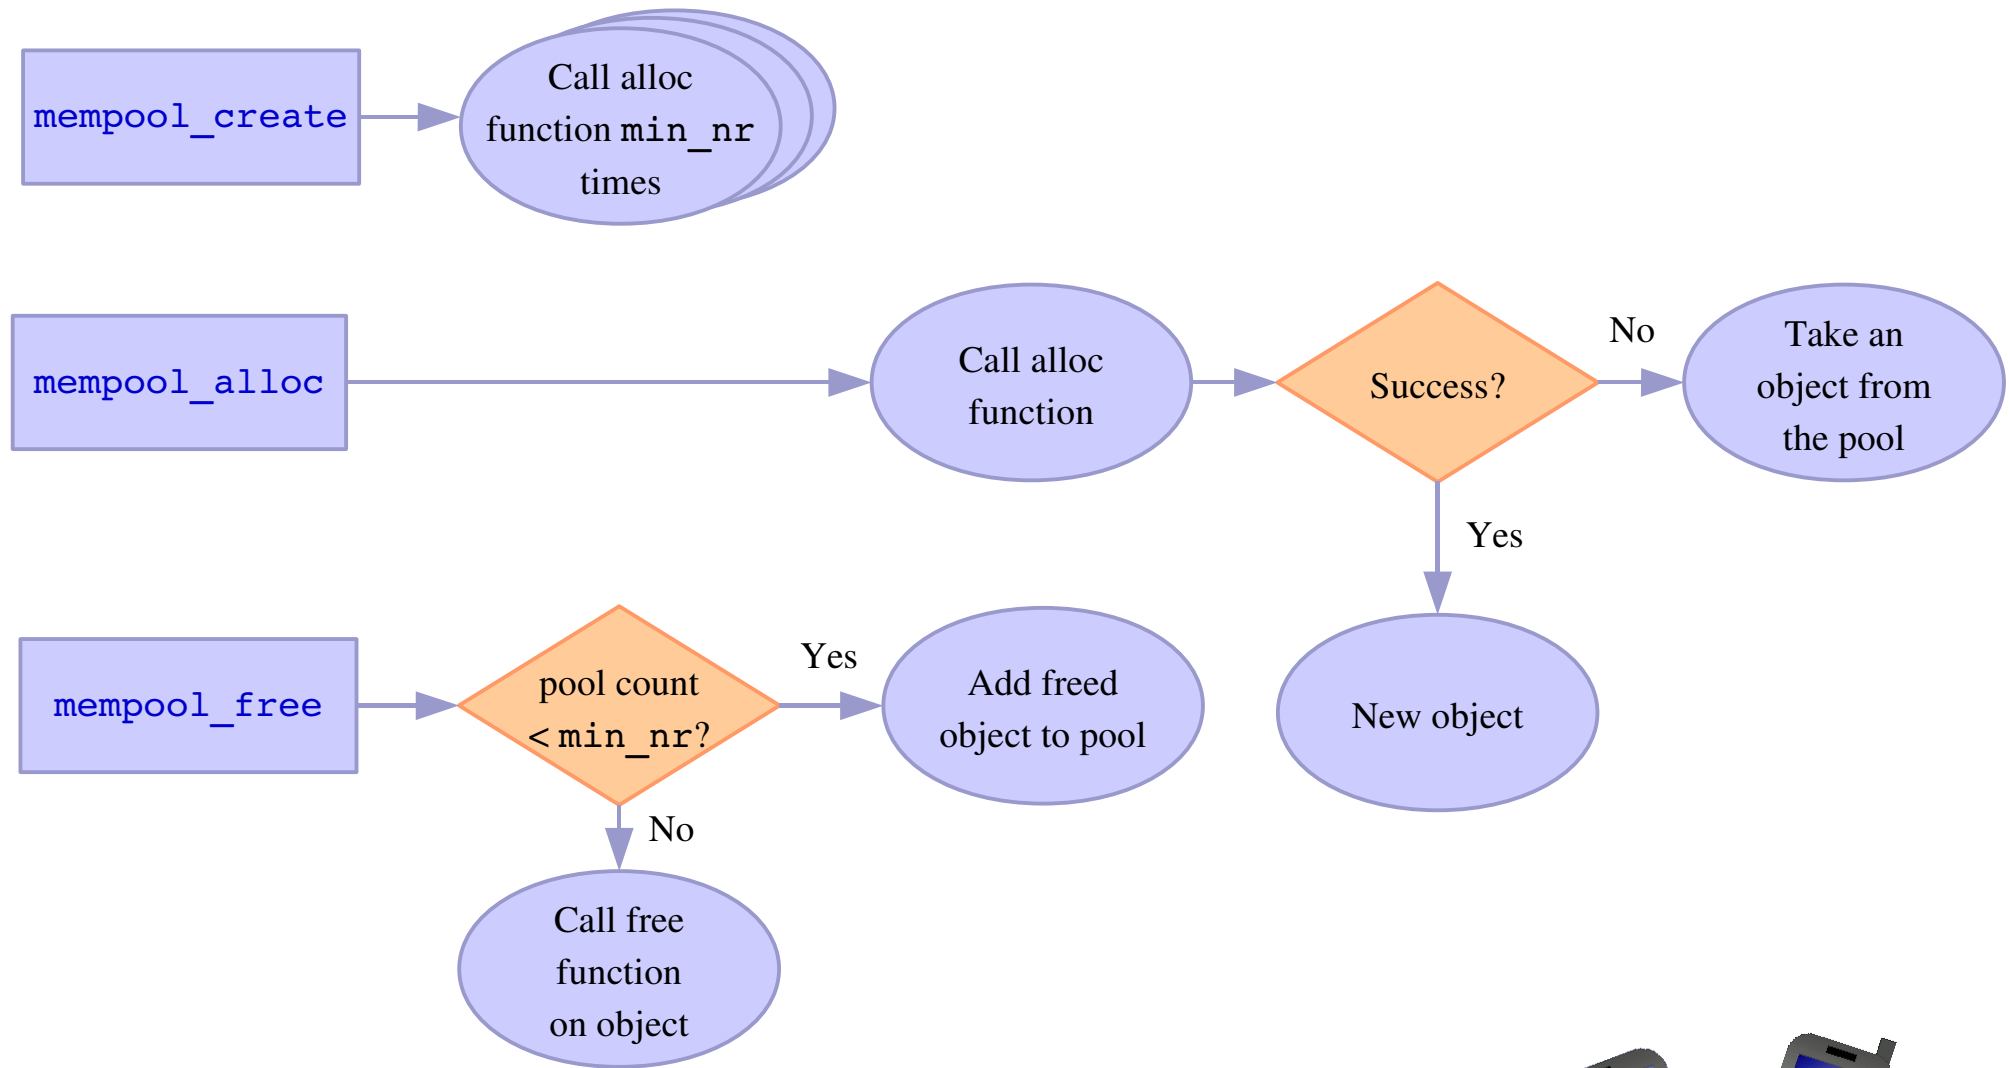 mempool_create
Call alloc
function min_nr
times
mempool_alloc
Call alloc
function
Success?
No
Take an
object from
the pool
Yes
New object
mempool_free
pool count
< min_nr?
Yes
Add freed
object to pool
No
Call free
function
on object